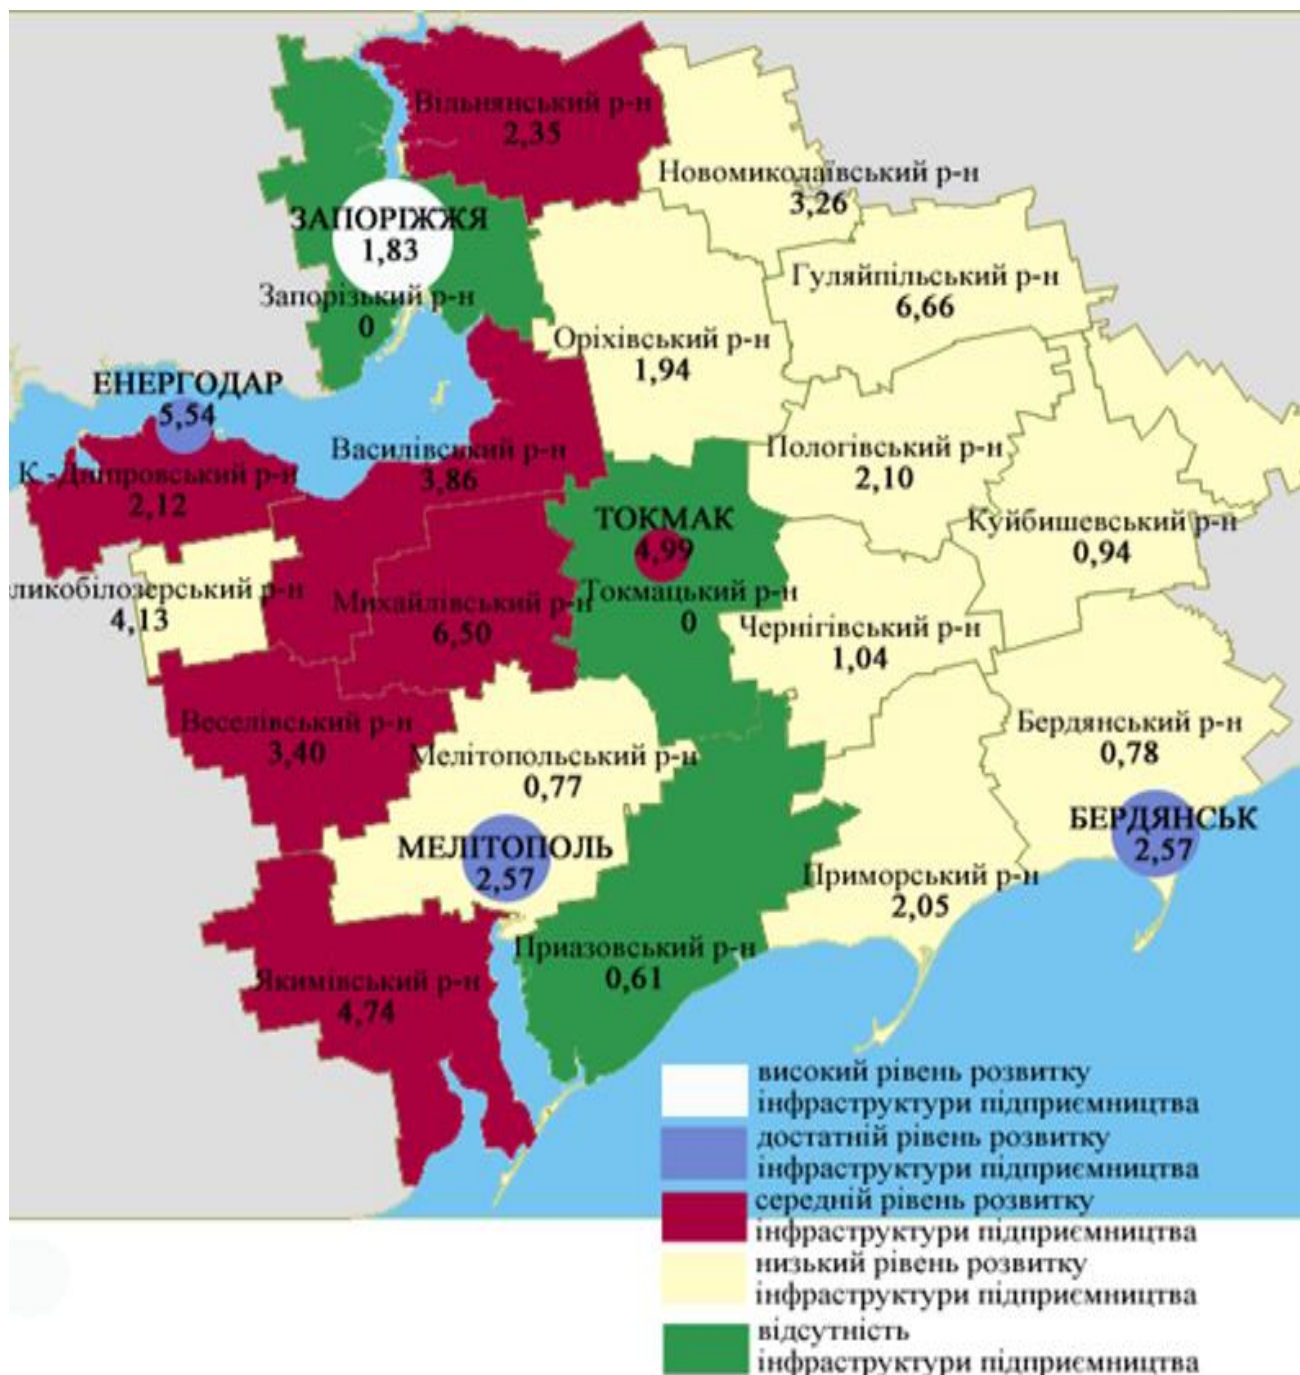 Вільнянський р-н
2,35
Новомиколаївський р-н
3,26
ЗАПОРІЖЖЯ
1,83
Гуляйпільський р-н
6,66
Запорізький р-н
0
Оріхівський р-н
1,94
ЕНЕРГОДАР
5,54
Василівський р-н
3,86
Пологівський р-н
2,10
К.-Дніпровський р-н
2,12
ТОКМАК
4,99
Куйбишевський р-н
0,94
ликобілозерський р-н
4,13
Михайлівський р-н
6,50
Токмацький р-н
0
Чернігівський р-н
1,04
Веселівський р-н
3,40
Мелітопольський р-н
0,77
Бердянський р-н
0,78
МЕЛІТОПОЛЬ
2,57
БЕРДЯНСЬК
2,57
Приморський р-н
2,05
Приазовський р-н
0,61
Якимівський р-н
4,74
високий рівень розвитку
інфраструктури підприємництва
достатній рівень розвитку
інфраструктури підприємництва
середній рівень розвитку
інфраструктури підприємництва
низький рівень розвитку
інфраструктури підприємництва
відсутність
інфраструктури підприємництва